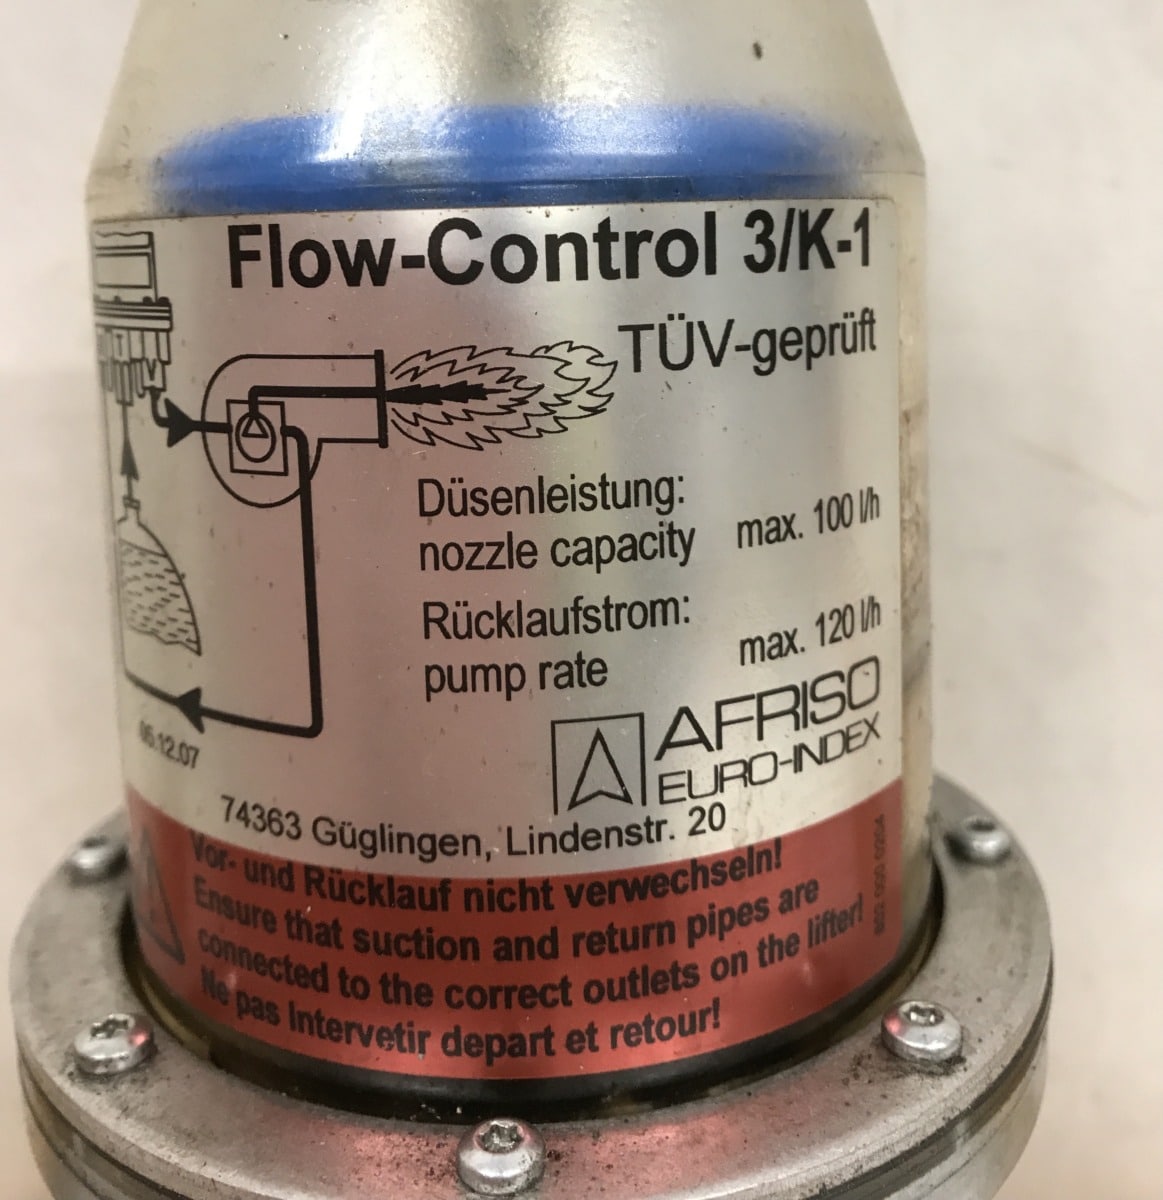 Flow-Control 3/K-1
TÜV-geprüft
Düsenleistung:
nozzle capacity max. 100 l/h
Rücklaufstrom:
pump rate max. 120 l/h
AFRISO
EURO-INDEX
06.12.07
74363 Güglingen, Lindenstr. 20
Vor- und Rücklauf nicht verwechseln!
Ensure that suction and return pipes are
connected to the correct outlets on the lifter!
Ne pas Intervetir depart et retour!